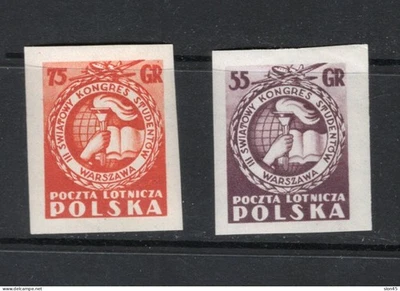 75 GR
III ŚWIATOWY KONGRES STUDENTÓW
WARSZAWA
POCZTA LOTNICZA
POLSKA
55 GR
III ŚWIATOWY KONGRES STUDENTÓW
WARSZAWA
POCZTA LOTNICZA
POLSKA